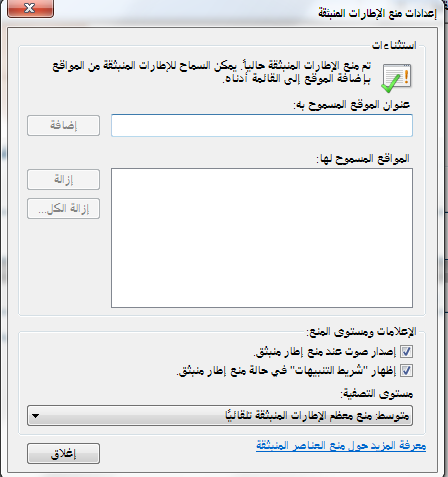 إعدادات منع الإطارات المنبثقة
استثناءات
تم منع الإطارات المنبثقة حالياً. يمكن السماح للإطارات المنبثقة من المواقع
بإضافة الموقع إلى القائمة أدناه.
عنوان الموقع المسموح به:
إضافة
المواقع المسموح لها:
إزالة
إزالة الكل...
الإعلامات ومستوى المنع:
إصدار صوت عند منع إطار منبثق.
إظهار "شريط التنبيهات" في حالة منع إطار منبثق.
مستوى التصفية:
متوسط: منع معظم الإطارات المنبثقة تلقائيًا
معرفة المزيد حول منع العناصر المنبثقة
إغلاق